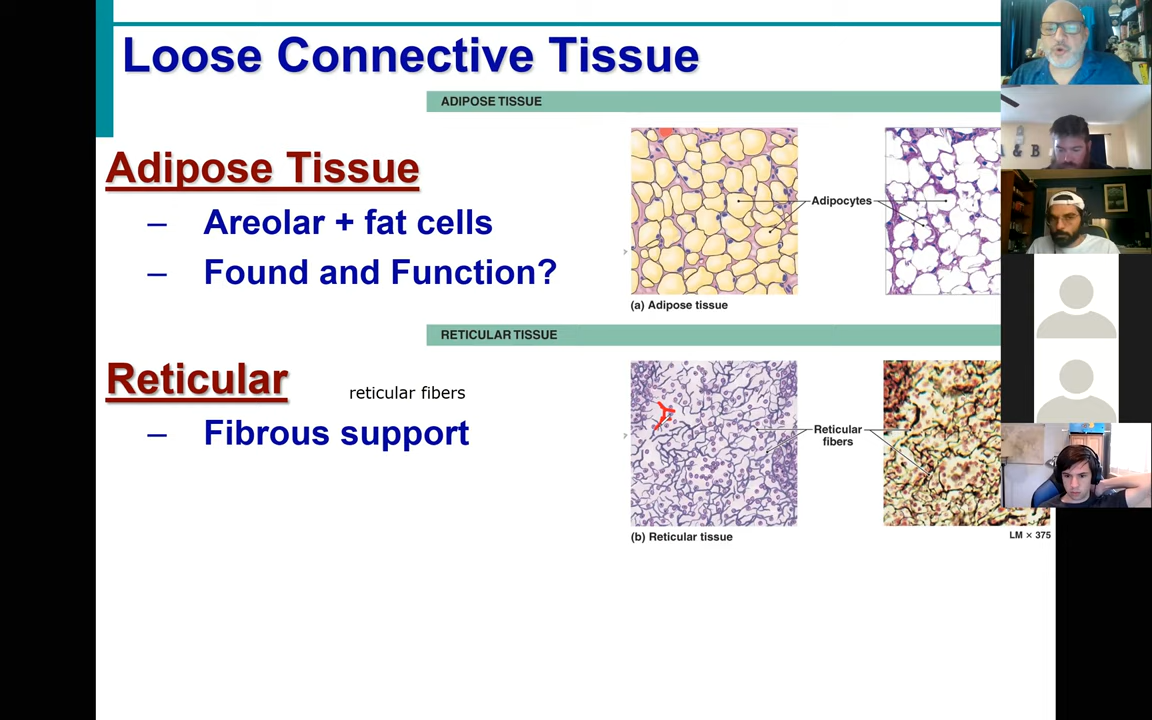 Loose Connective Tissue
ADIPOSE TISSUE
Adipose Tissue
– Areolar + fat cells
– Found and Function?
Adipocytes
(a) Adipose tissue
RETICULAR TISSUE
Reticular
reticular fibers
– Fibrous support
Reticular
fibers
(b) Reticular tissue
LM × 375
A & B